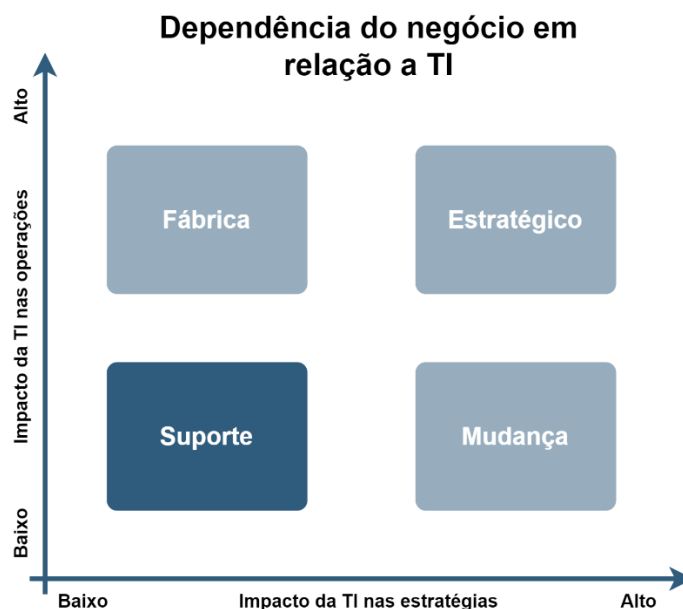 Dependência do negócio em
relação a TI
Alto
Impacto da TI nas operações
Baixo
Fábrica
Estratégico
Suporte
Mudança
Baixo
Impacto da TI nas estratégias
Alto